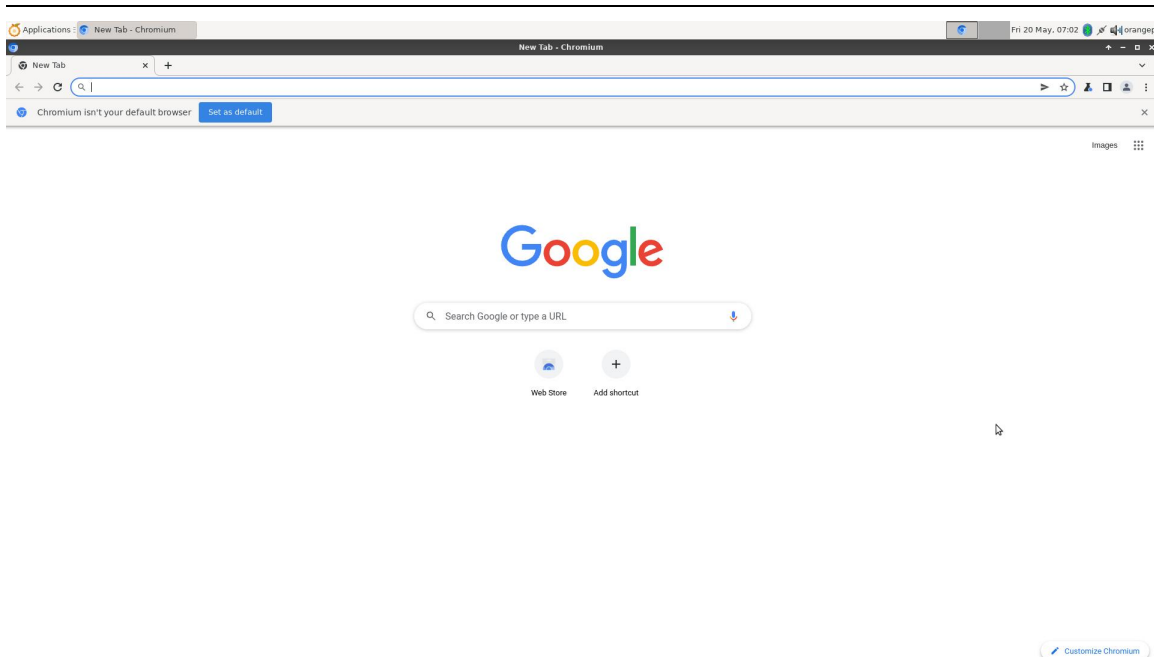 Applications : New Tab - Chromium Fri 20 May, 07:02 orangep
New Tab - Chromium
New Tab
Chromium isn't your default browser Set as default
Images
Google
Search Google or type a URL
Web Store Add shortcut
Customize Chromium